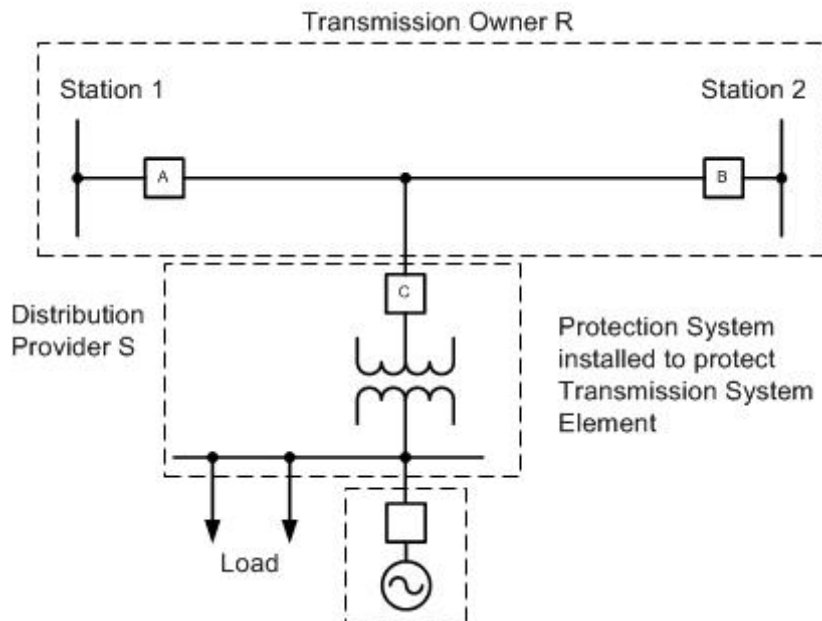 Transmission Owner R
Station 1
Station 2
A
B
C
Distribution
Provider S
Protection System
installed to protect
Transmission System
Element
Load